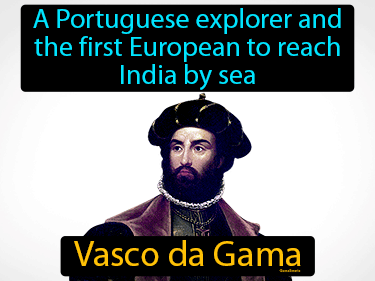 A Portuguese explorer and
the first European to reach
India by sea
Vasco da Gama